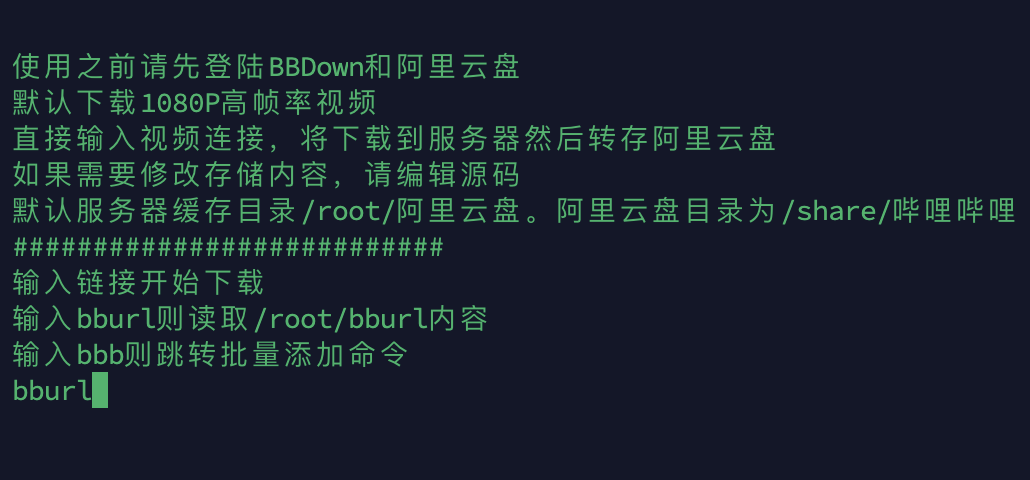 使用之前请先登陆BBDown和阿里云盘
默认下载1080P高帧率视频
直接输入视频连接，将下载到服务器然后转存阿里云盘
如果需要修改存储内容，请编辑源码
默认服务器缓存目录/root/阿里云盘。阿里云盘目录为/share/哔哩哔哩
###########################
输入链接开始下载
输入bburl则读取/root/bburl内容
输入bbb则跳转批量添加命令
bburl